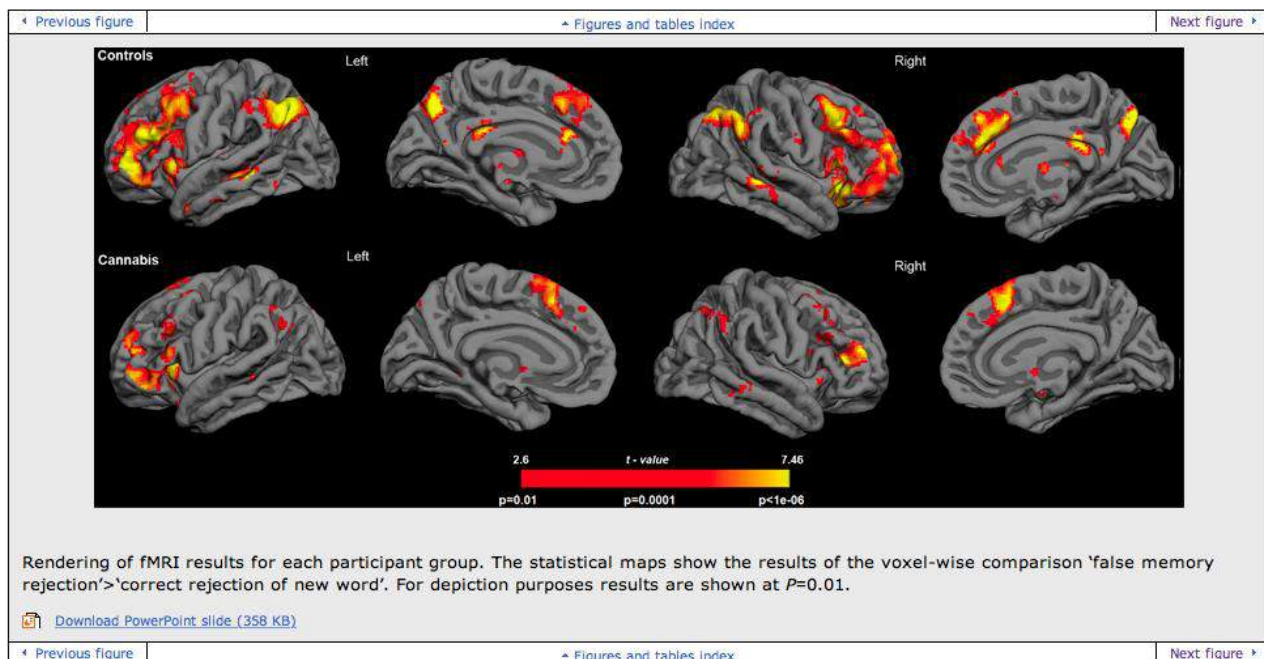 Previous figure
Figures and tables index
Next figure
Controls
Left
Right
Cannabis
Left
Right
2.6 t - value 7.46
p=0.01 p=0.0001 p<1e-06
Rendering of fMRI results for each participant group. The statistical maps show the results of the voxel-wise comparison ‘false memory
rejection’>‘correct rejection of new word’. For depiction purposes results are shown at P=0.01.
Download PowerPoint slide (358 KB)
Previous figure
Figures and tables index
Next figure